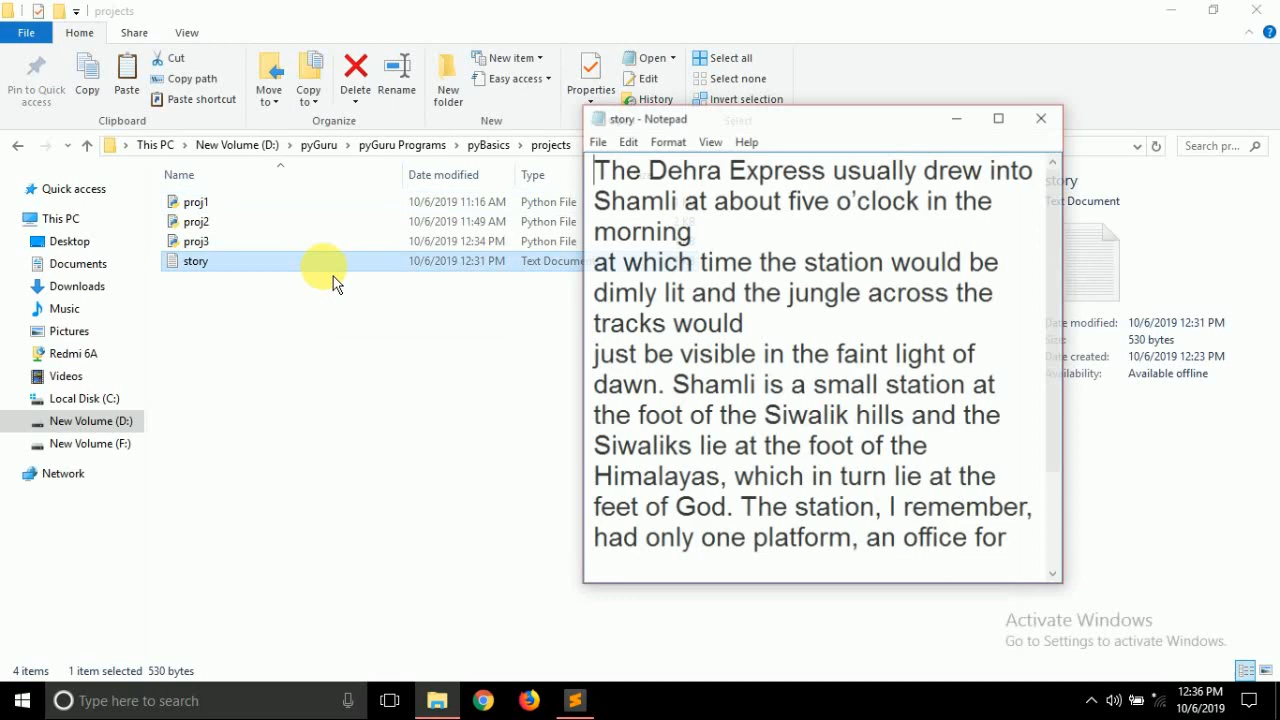 projects
File Home Share View
Pin to Quick access
Copy
Paste
Cut
Copy path
Paste shortcut
Clipboard
Move to
Copy to
Delete
Rename
Organize
New folder
New item
Easy access
New
Properties
Open
Edit
History
Select all
Select none
Invert selection
Select
This PC New Volume (D:) pyGuru pyGuru Programs pyBasics projects
Search pr...
Name Date modified Type
proj1 10/6/2019 11:16 AM Python File
proj2 10/6/2019 11:49 AM Python File
proj3 10/6/2019 12:34 PM Python File
story 10/6/2019 12:31 PM Text Docume
Quick access
This PC
Desktop
Documents
Downloads
Music
Pictures
Redmi 6A
Videos
Local Disk (C:)
New Volume (D:)
New Volume (F:)
Network
story - Notepad
File Edit Format View Help
The Dehra Express usually drew into
Shamli at about five o’clock in the
morning
at which time the station would be
dimly lit and the jungle across the
tracks would
just be visible in the faint light of
dawn. Shamli is a small station at
the foot of the Siwalik hills and the
Siwaliks lie at the foot of the
Himalayas, which in turn lie at the
feet of God. The station, I remember,
had only one platform, an office for
story
Text Document
Date modified: 10/6/2019 12:31 PM
Size: 530 bytes
Date created: 10/6/2019 12:23 PM
Availability: Available offline
Activate Windows
Go to Settings to activate Windows.
4 items 1 item selected 530 bytes
Type here to search
12:36 PM
10/6/2019